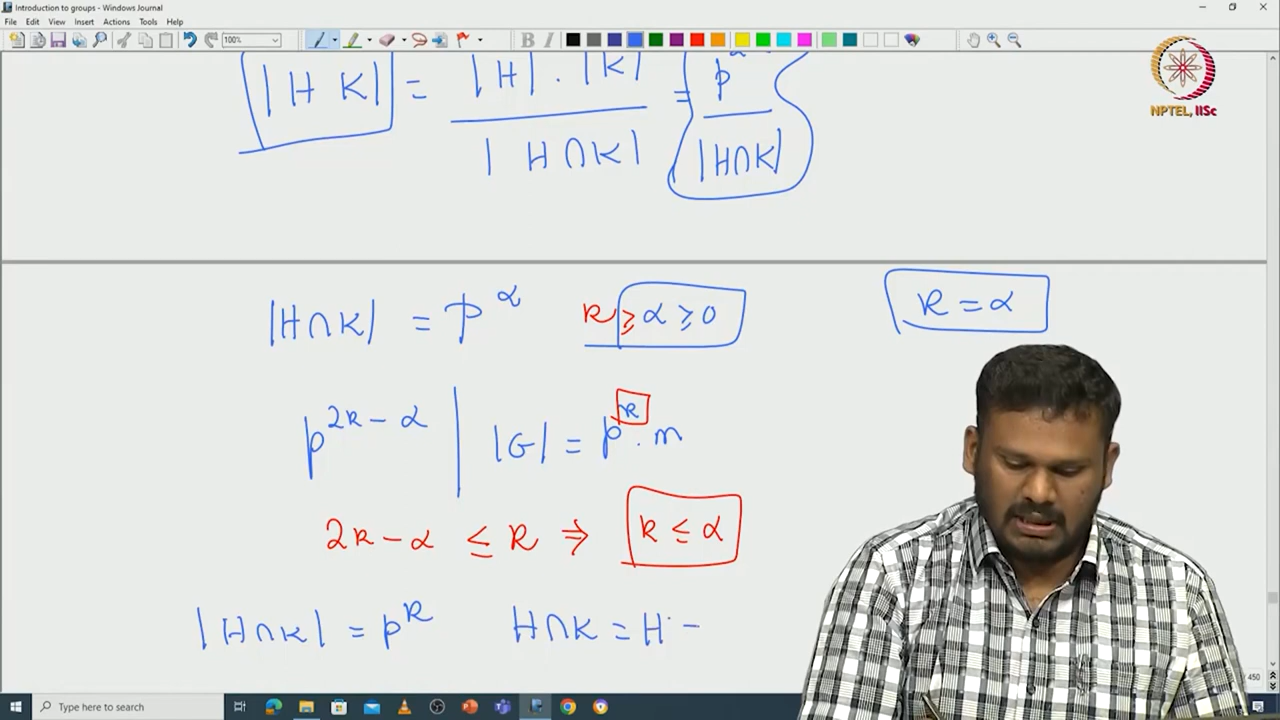 Introduction to groups - Windows Journal
File Edit View Insert Actions Tools Help
100%
B I
NPTEL, IISc
|H K| = |H| . |K| / |H∩K| = / |H∩K|
|H∩K| = p^α k ≥ α ≥ 0 k = α
p^(2k-α) | |G| = p^k . m
2k-α ≤ k ⇒ k ≤ α
|H∩K| = p^k H∩K = H =
450
Type here to search